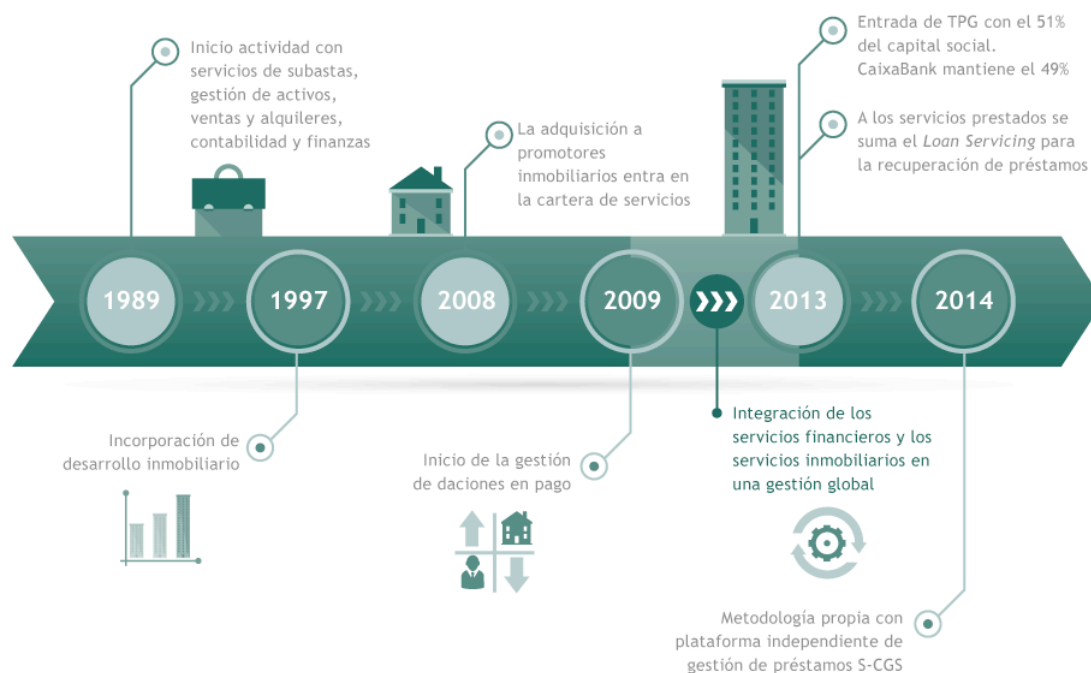 Inicio actividad con
servicios de subastas,
gestión de activos,
ventas y alquileres,
contabilidad y finanzas
La adquisición a
promotores
inmobiliarios entra en
la cartera de servicios
Entrada de TPG con el 51%
del capital social.
CaixaBank mantiene el 49%
A los servicios prestados se
suma el Loan Servicing para
la recuperación de préstamos
1989
1997
2008
2009
2013
2014
Incorporación de
desarrollo inmobiliario
Inicio de la gestión
de daciones en pago
Integración de los
servicios financieros y los
servicios inmobiliarios en
una gestión global
Metodología propia con
plataforma independiente de
gestión de préstamos S-CGS